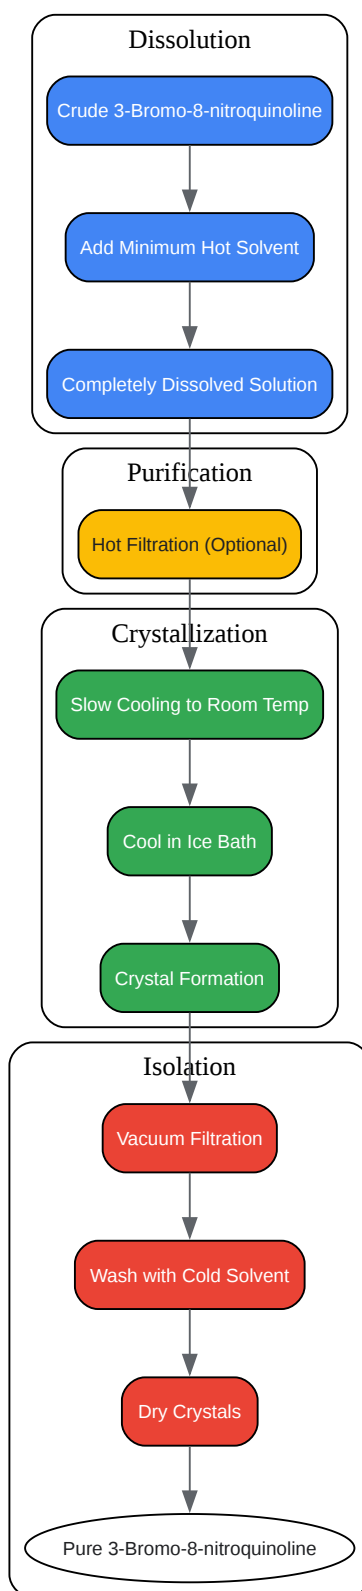 Dissolution
Crude 3-Bromo-8-nitroquinoline
Add Minimum Hot Solvent
Completely Dissolved Solution
Purification
Hot Filtration (Optional)
Crystallization
Slow Cooling to Room Temp
Cool in Ice Bath
Crystal Formation
Isolation
Vacuum Filtration
Wash with Cold Solvent
Dry Crystals
Pure 3-Bromo-8-nitroquinoline